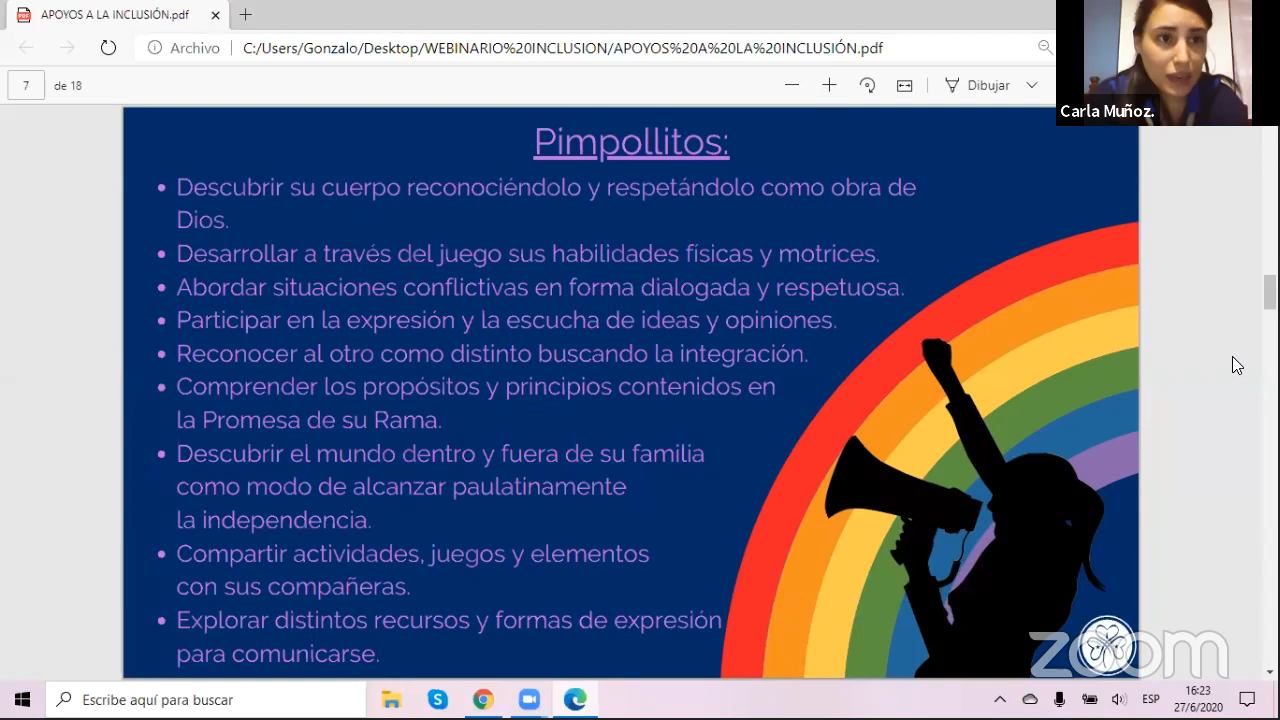 APOYOS A LA INCLUSIÓN.pdf
Archivo
C:/Users/Gonzalo/Desktop/WEBINARIO%20INCLUSION/APOYOS%20A%20LA%20INCLUSIÓN.pdf
7 de 18
Dibujar
Carla Muñoz.
Pimpollitos:
• Descubrir su cuerpo reconociéndolo y respetándolo como obra de
Dios.
• Desarrollar a través del juego sus habilidades físicas y motrices.
• Abordar situaciones conflictivas en forma dialogada y respetuosa.
• Participar en la expresión y la escucha de ideas y opiniones.
• Reconocer al otro como distinto buscando la integración.
• Comprender los propósitos y principios contenidos en
la Promesa de su Rama.
• Descubrir el mundo dentro y fuera de su familia
como modo de alcanzar paulatinamente
la independencia.
• Compartir actividades, juegos y elementos
con sus compañeras.
• Explorar distintos recursos y formas de expresión
para comunicarse.
zoom
Escribe aquí para buscar
ESP
16:23
27/6/2020